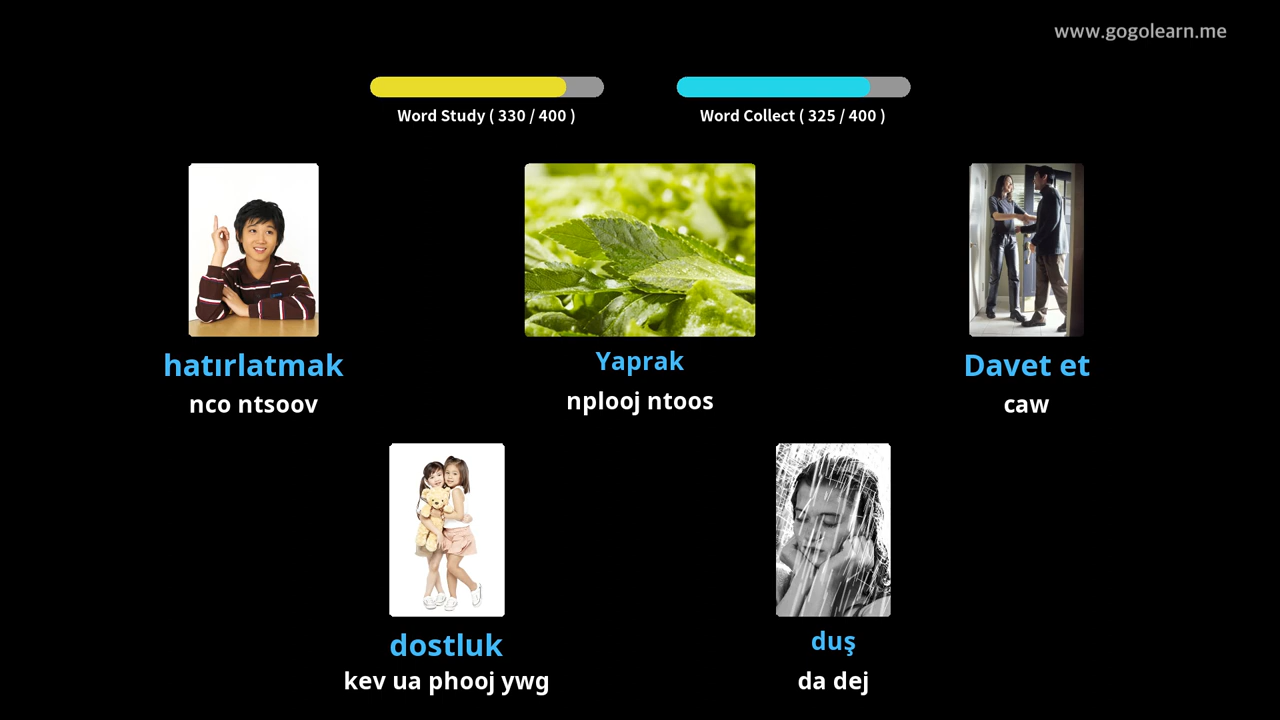 www.gogolearn.me
Word Study ( 330 / 400 )
Word Collect ( 325 / 400 )
hatırlatmak
nco ntsoov
Yaprak
nplooj ntoos
Davet et
caw
dostluk
kev ua phooj ywg
duş
da dej